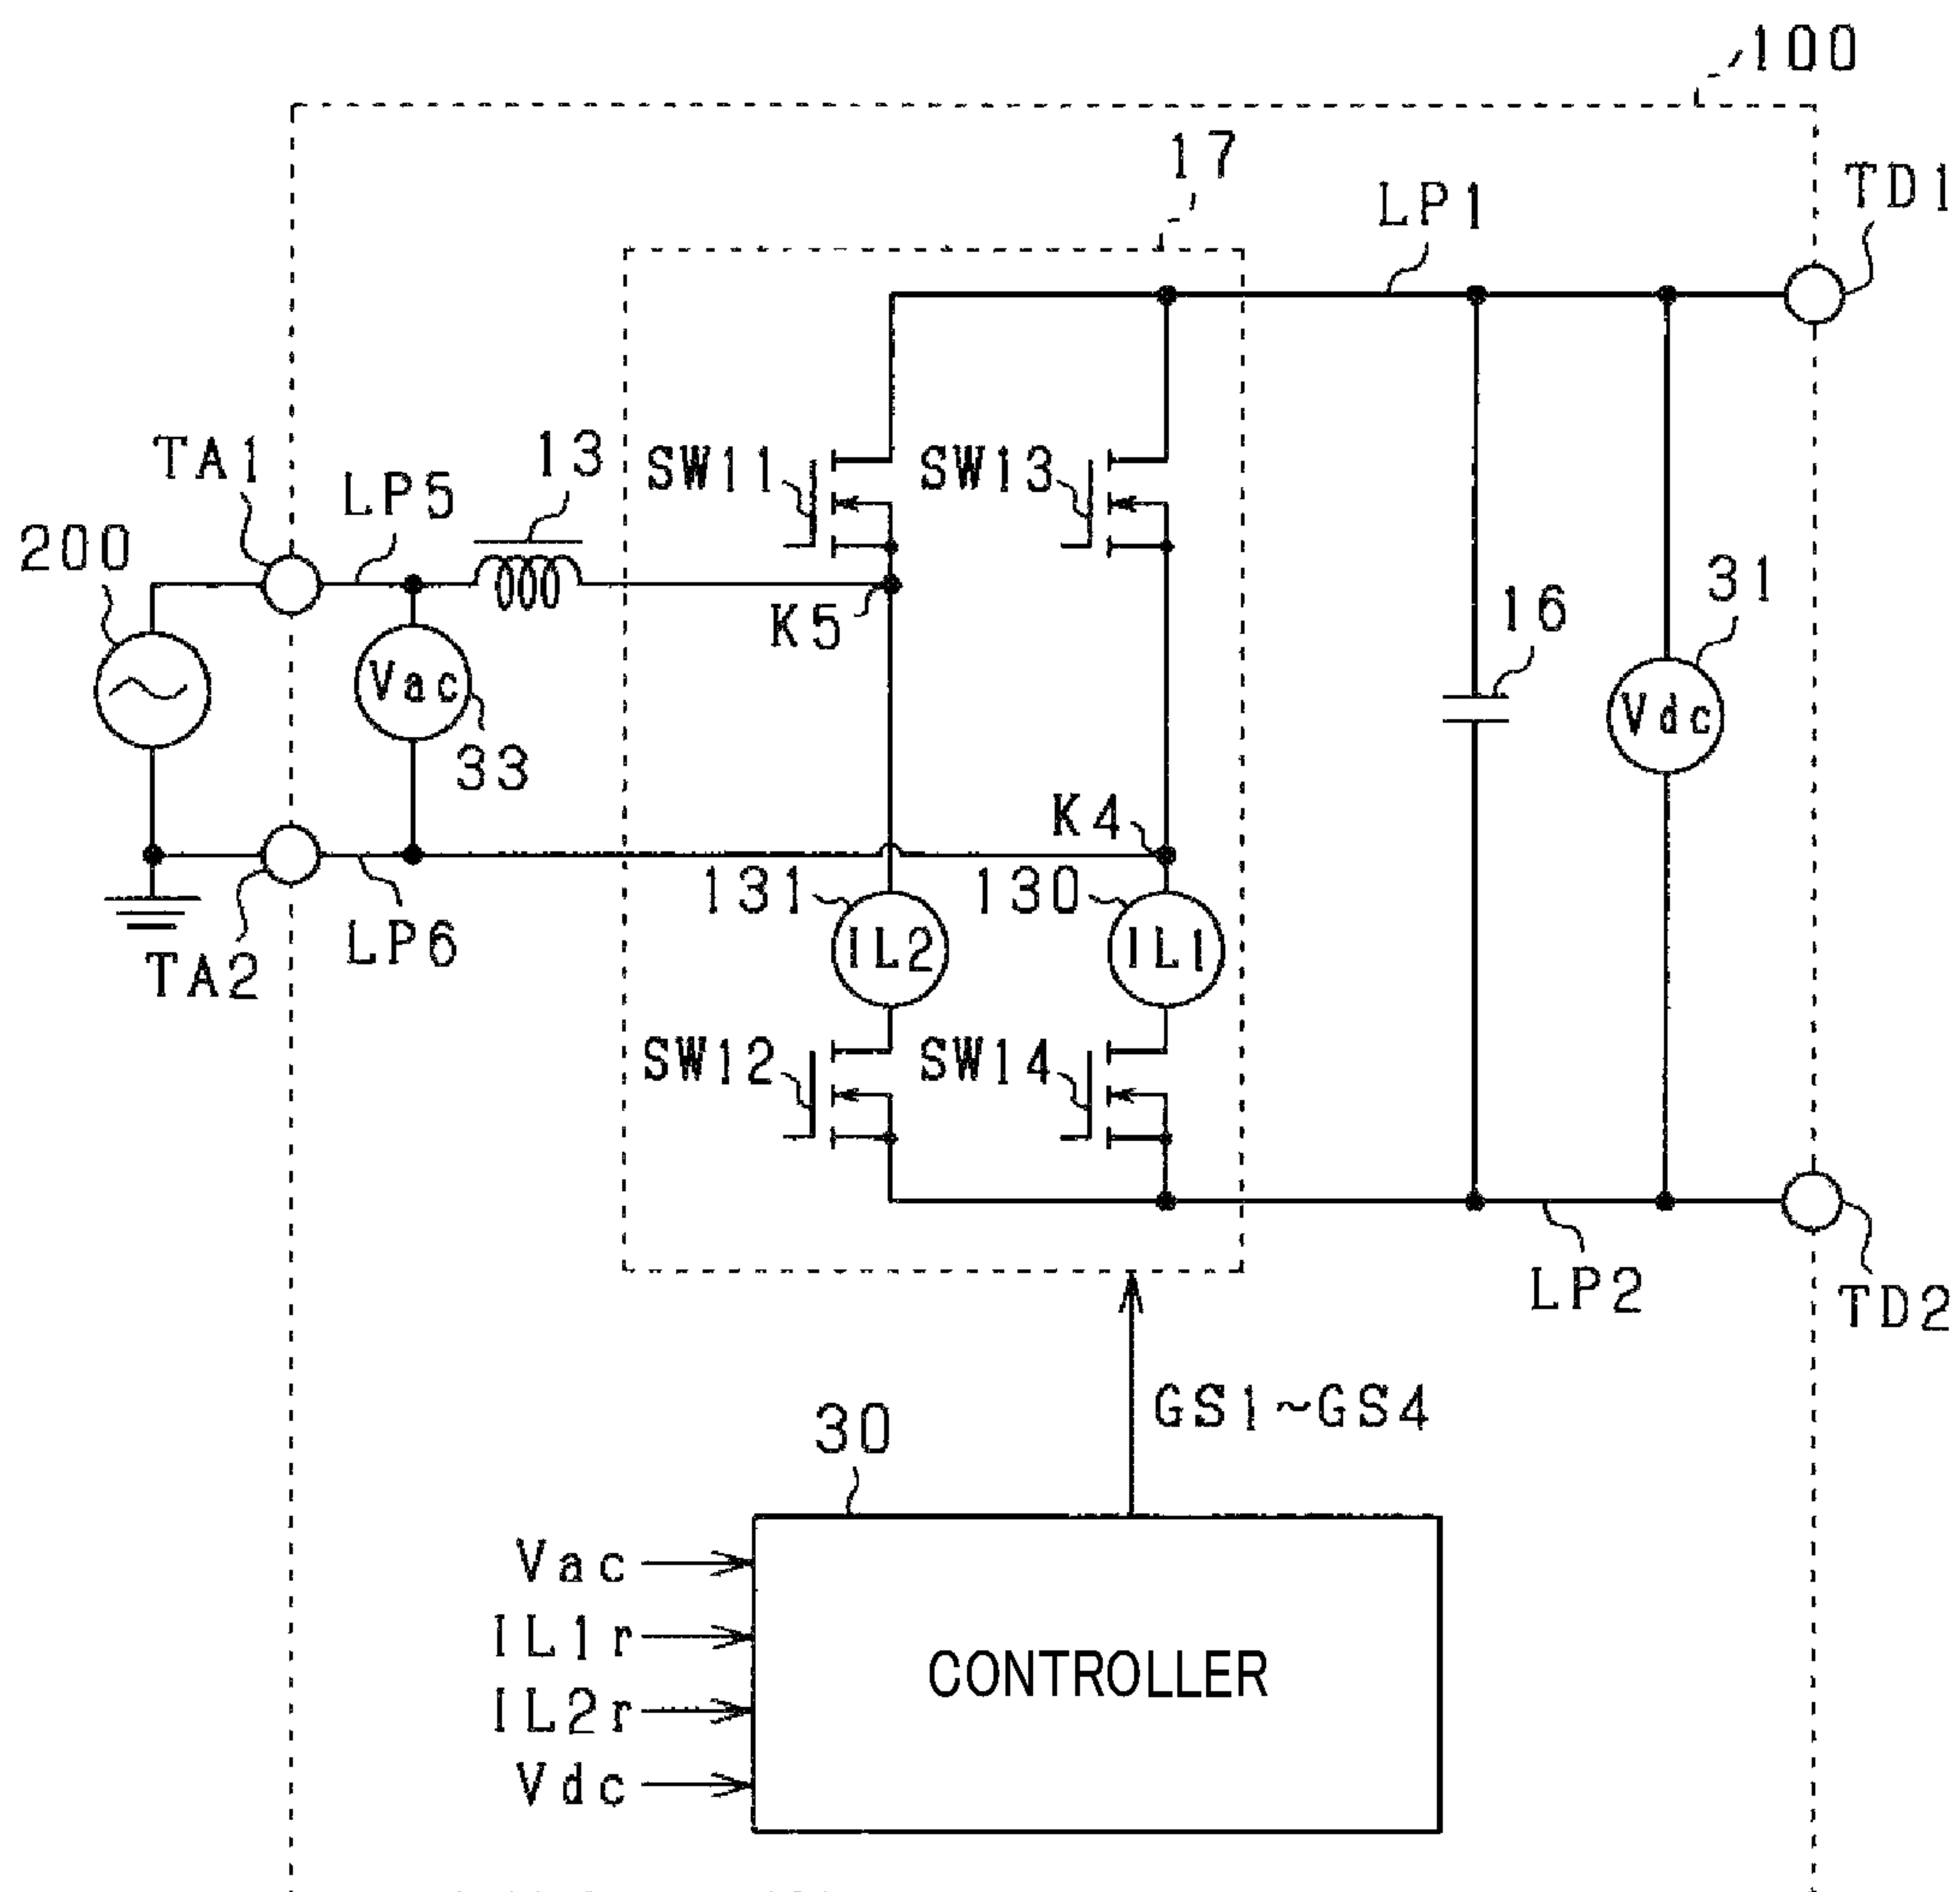 100
17
LP1
TD1
TA1
LP5
13
SW11
SW13
200
K5
16
31
Vac
33
Vdc
K4
131
130
IL2
IL1
LP6
TA2
SW12
SW14
LP2
TD2
GS1~GS4
30
Vac
IL1r
IL2r
Vdc
CONTROLLER